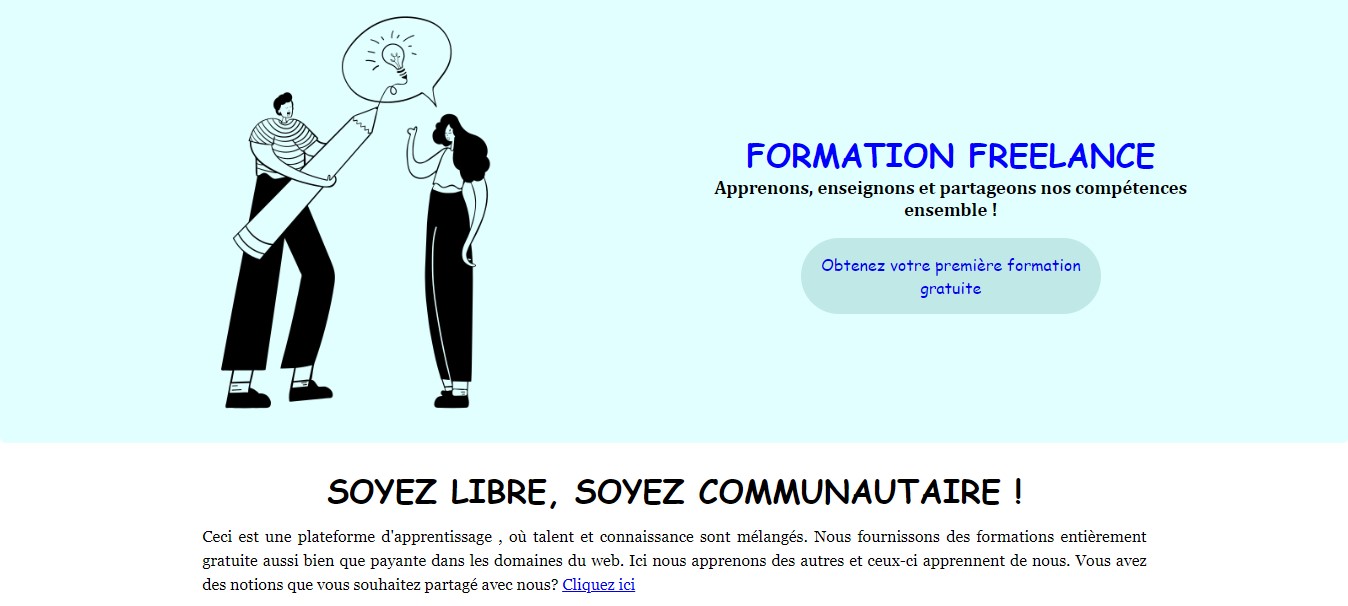 FORMATION FREELANCE
Apprenons, enseignons et partageons nos compétences
ensemble !
Obtenez votre première formation
gratuite
SOYEZ LIBRE, SOYEZ COMMUNAUTAIRE !
Ceci est une plateforme d'apprentissage , où talent et connaissance sont mélangés. Nous fournissons des formations entièrement
gratuite aussi bien que payante dans les domaines du web. Ici nous apprenons des autres et ceux-ci apprennent de nous. Vous avez
des notions que vous souhaitez partagé avec nous? Cliquez ici